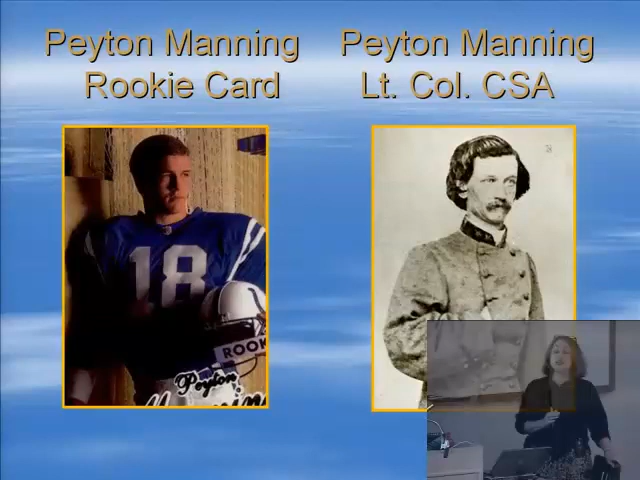 Peyton Manning
Rookie Card
Peyton Manning
Lt. Col. CSA
18
ROOK
Peyton